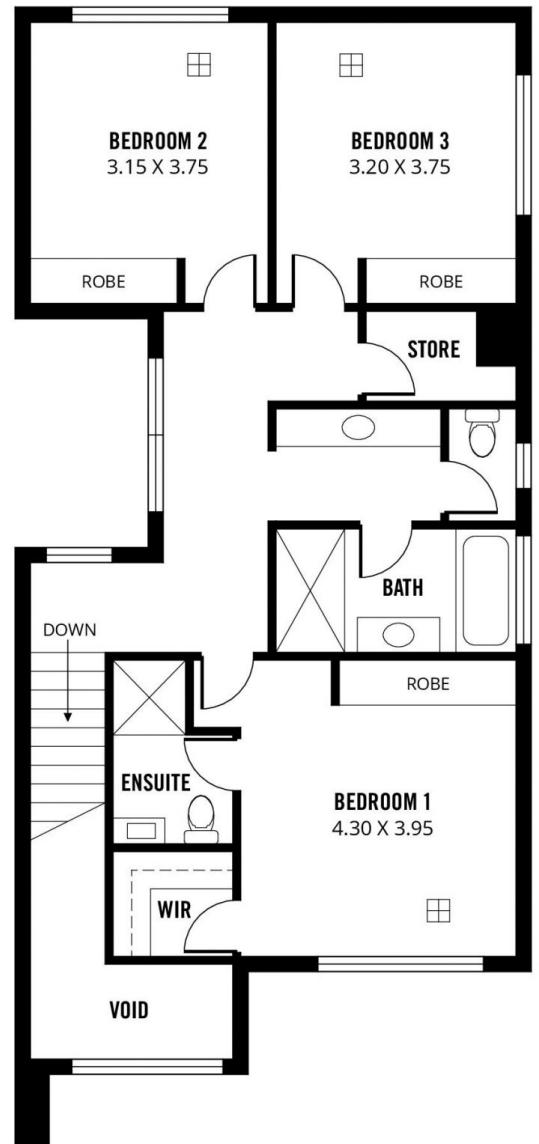 BEDROOM 2
3.15 X 3.75
BEDROOM 3
3.20 X 3.75
ROBE
ROBE
STORE
BATH
DOWN
ROBE
ENSUITE
BEDROOM 1
4.30 X 3.95
WIR
VOID